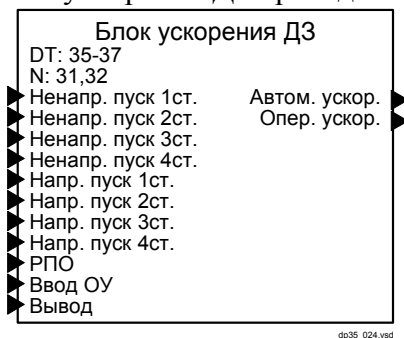 Блок ускорения ДЗ
DT: 35-37
N: 31,32
Ненапр. пуск 1ст. Автом. ускор.
Ненапр. пуск 2ст. Опер. ускор.
Ненапр. пуск 3ст.
Ненапр. пуск 4ст.
Напр. пуск 1ст.
Напр. пуск 2ст.
Напр. пуск 3ст.
Напр. пуск 4ст.
РПО
Ввод ОУ
Вывод
dp35_024.vsd